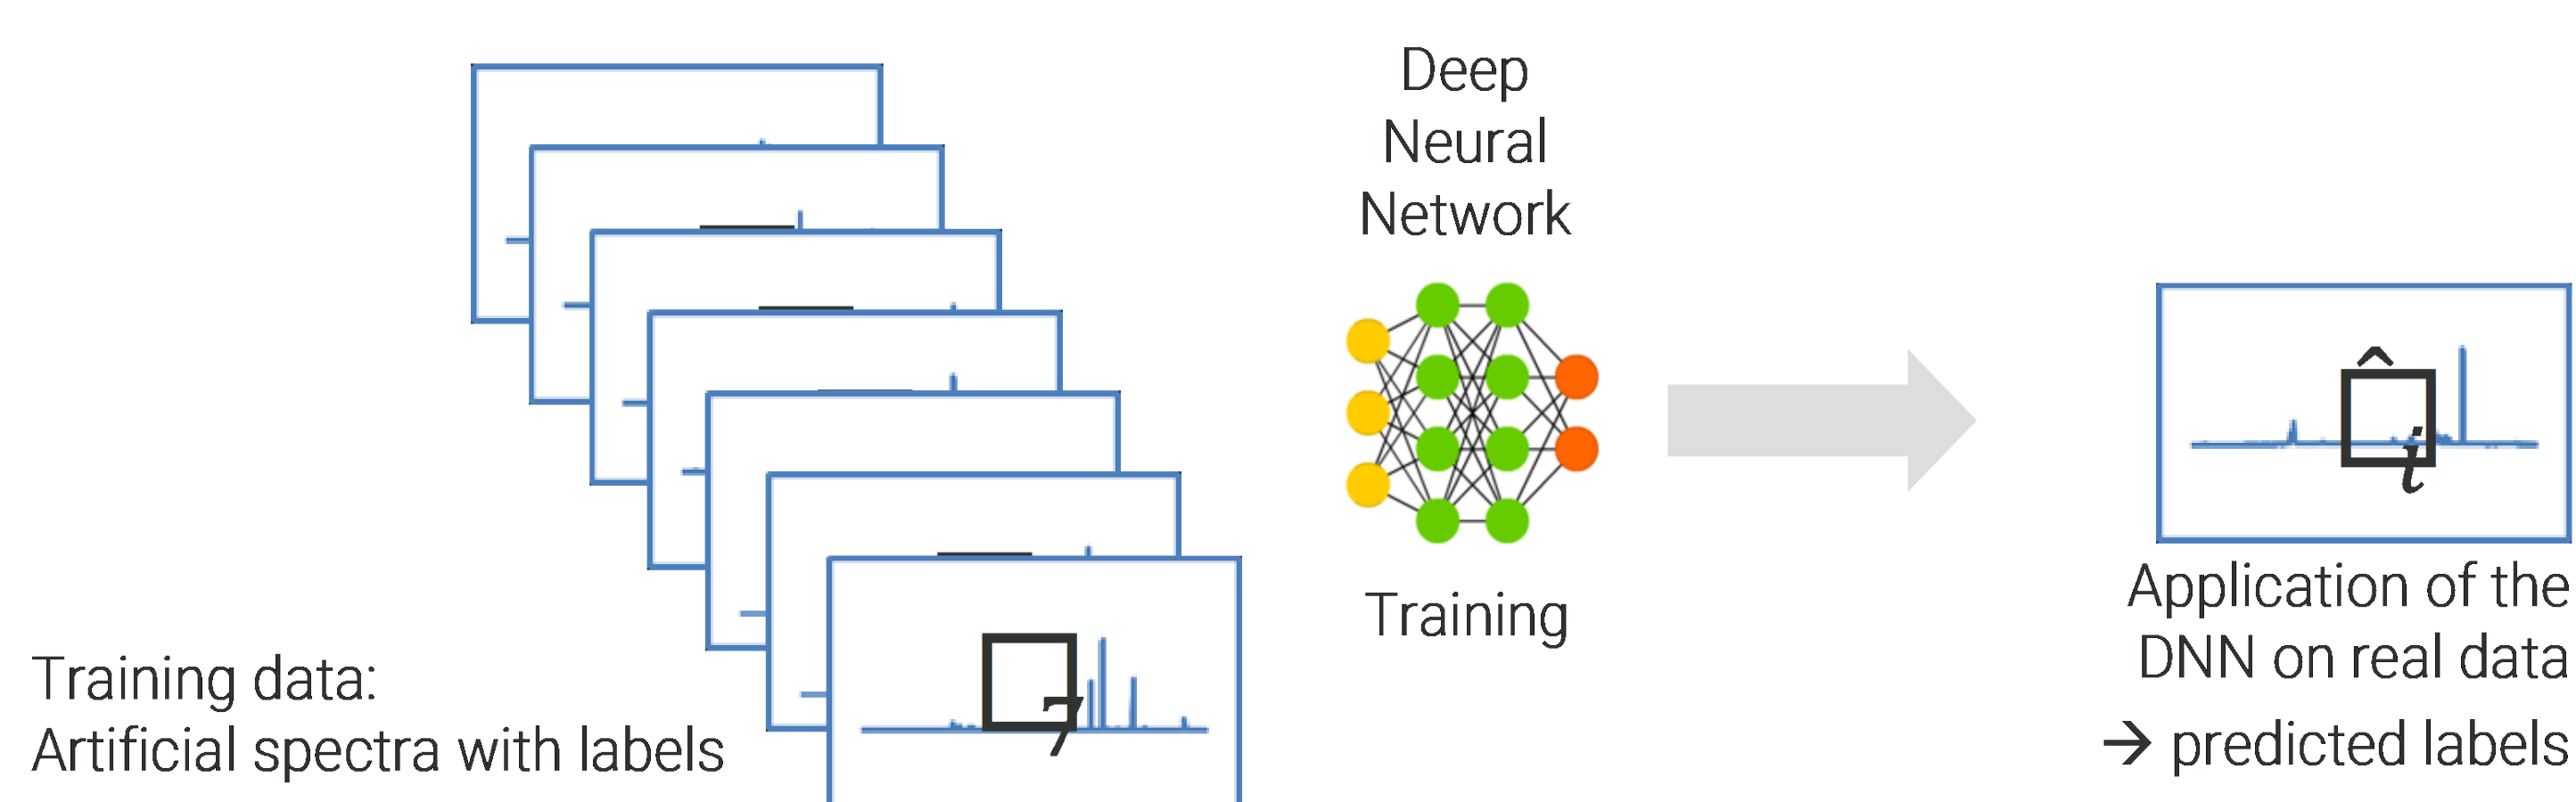 Deep
Neural
Network
Training
Training data:
Artificial spectra with labels
7
^
i
Application of the
DNN on real data
→ predicted labels